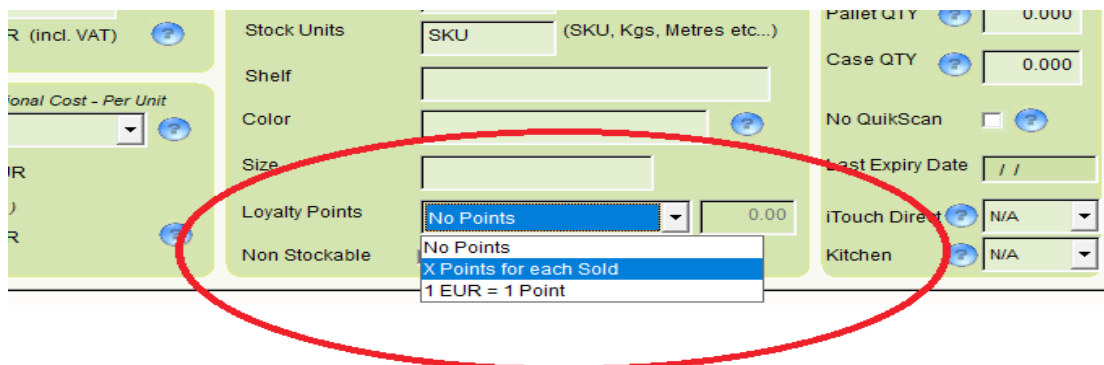 R (incl. VAT)
ional Cost - Per Unit
UR
)
R
Stock Units SKU (SKU, Kgs, Metres etc...)
Shelf
Color
Size
Loyalty Points No Points 0.00
No Points
X Points for each Sold
1 EUR = 1 Point
Non Stockable
Pallet QTY 0.000
Case QTY 0.000
No QuikScan
Last Expiry Date / /
iTouch Direct N/A
Kitchen N/A